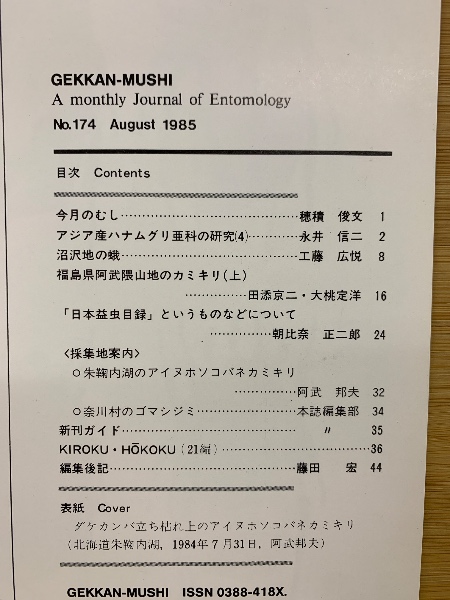 GEKKAN-MUSHI
A monthly Journal of Entomology
No.174 August 1985
目次 Contents
今月のむし…………………………穂積 俊文 1
アジア産ハナムグリ亜科の研究(4)…………永井 信二 2
沼沢地の蛾…………………………工藤 広悦 8
福島県阿武隈山地のカミキリ(上)
…………田添京二・大桃定洋 16
「日本益虫目録」というものなどについて
…………朝比奈 正二郎 24
〈採集地案内〉
○朱鞠内湖のアイヌホソコバネカミキリ
…………阿武 邦夫 32
○奈川村のゴマシジミ…………………本誌編集部 34
新刊ガイド………………………… 〃 35
KIROKU・HŌKOKU (21編)…………………………36
編集後記…………………………藤田 宏 44
表紙 Cover
ダケカンバ立ち枯れ上のアイヌホソコバネカミキリ
(北海道朱鞠内湖, 1984年7月31日, 阿武邦夫)
GEKKAN-MUSHI ISSN 0388-418X.